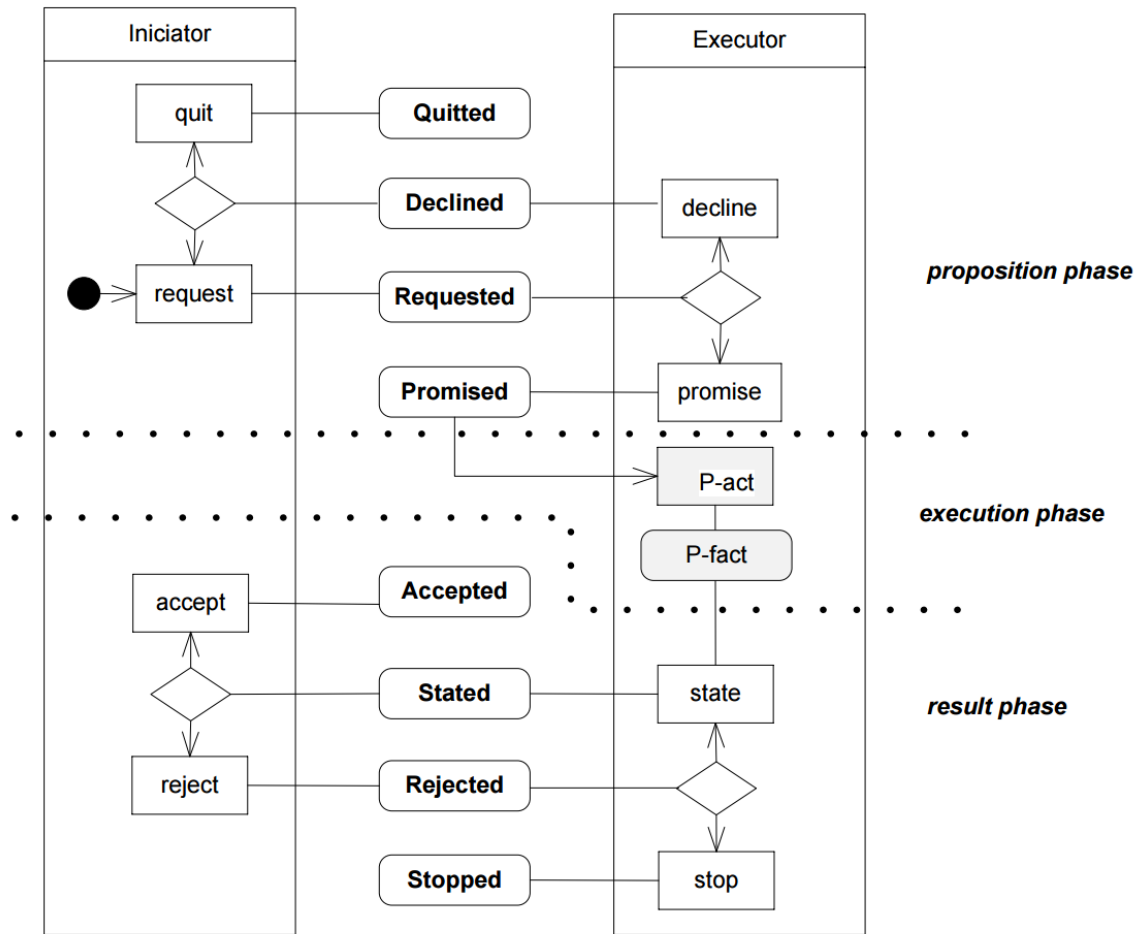 Iniciator
Executor
quit
Quitted
Declined
decline
request
Requested
proposition phase
Promised
promise
P-act
execution phase
P-fact
accept
Accepted
Stated
state
result phase
reject
Rejected
Stopped
stop